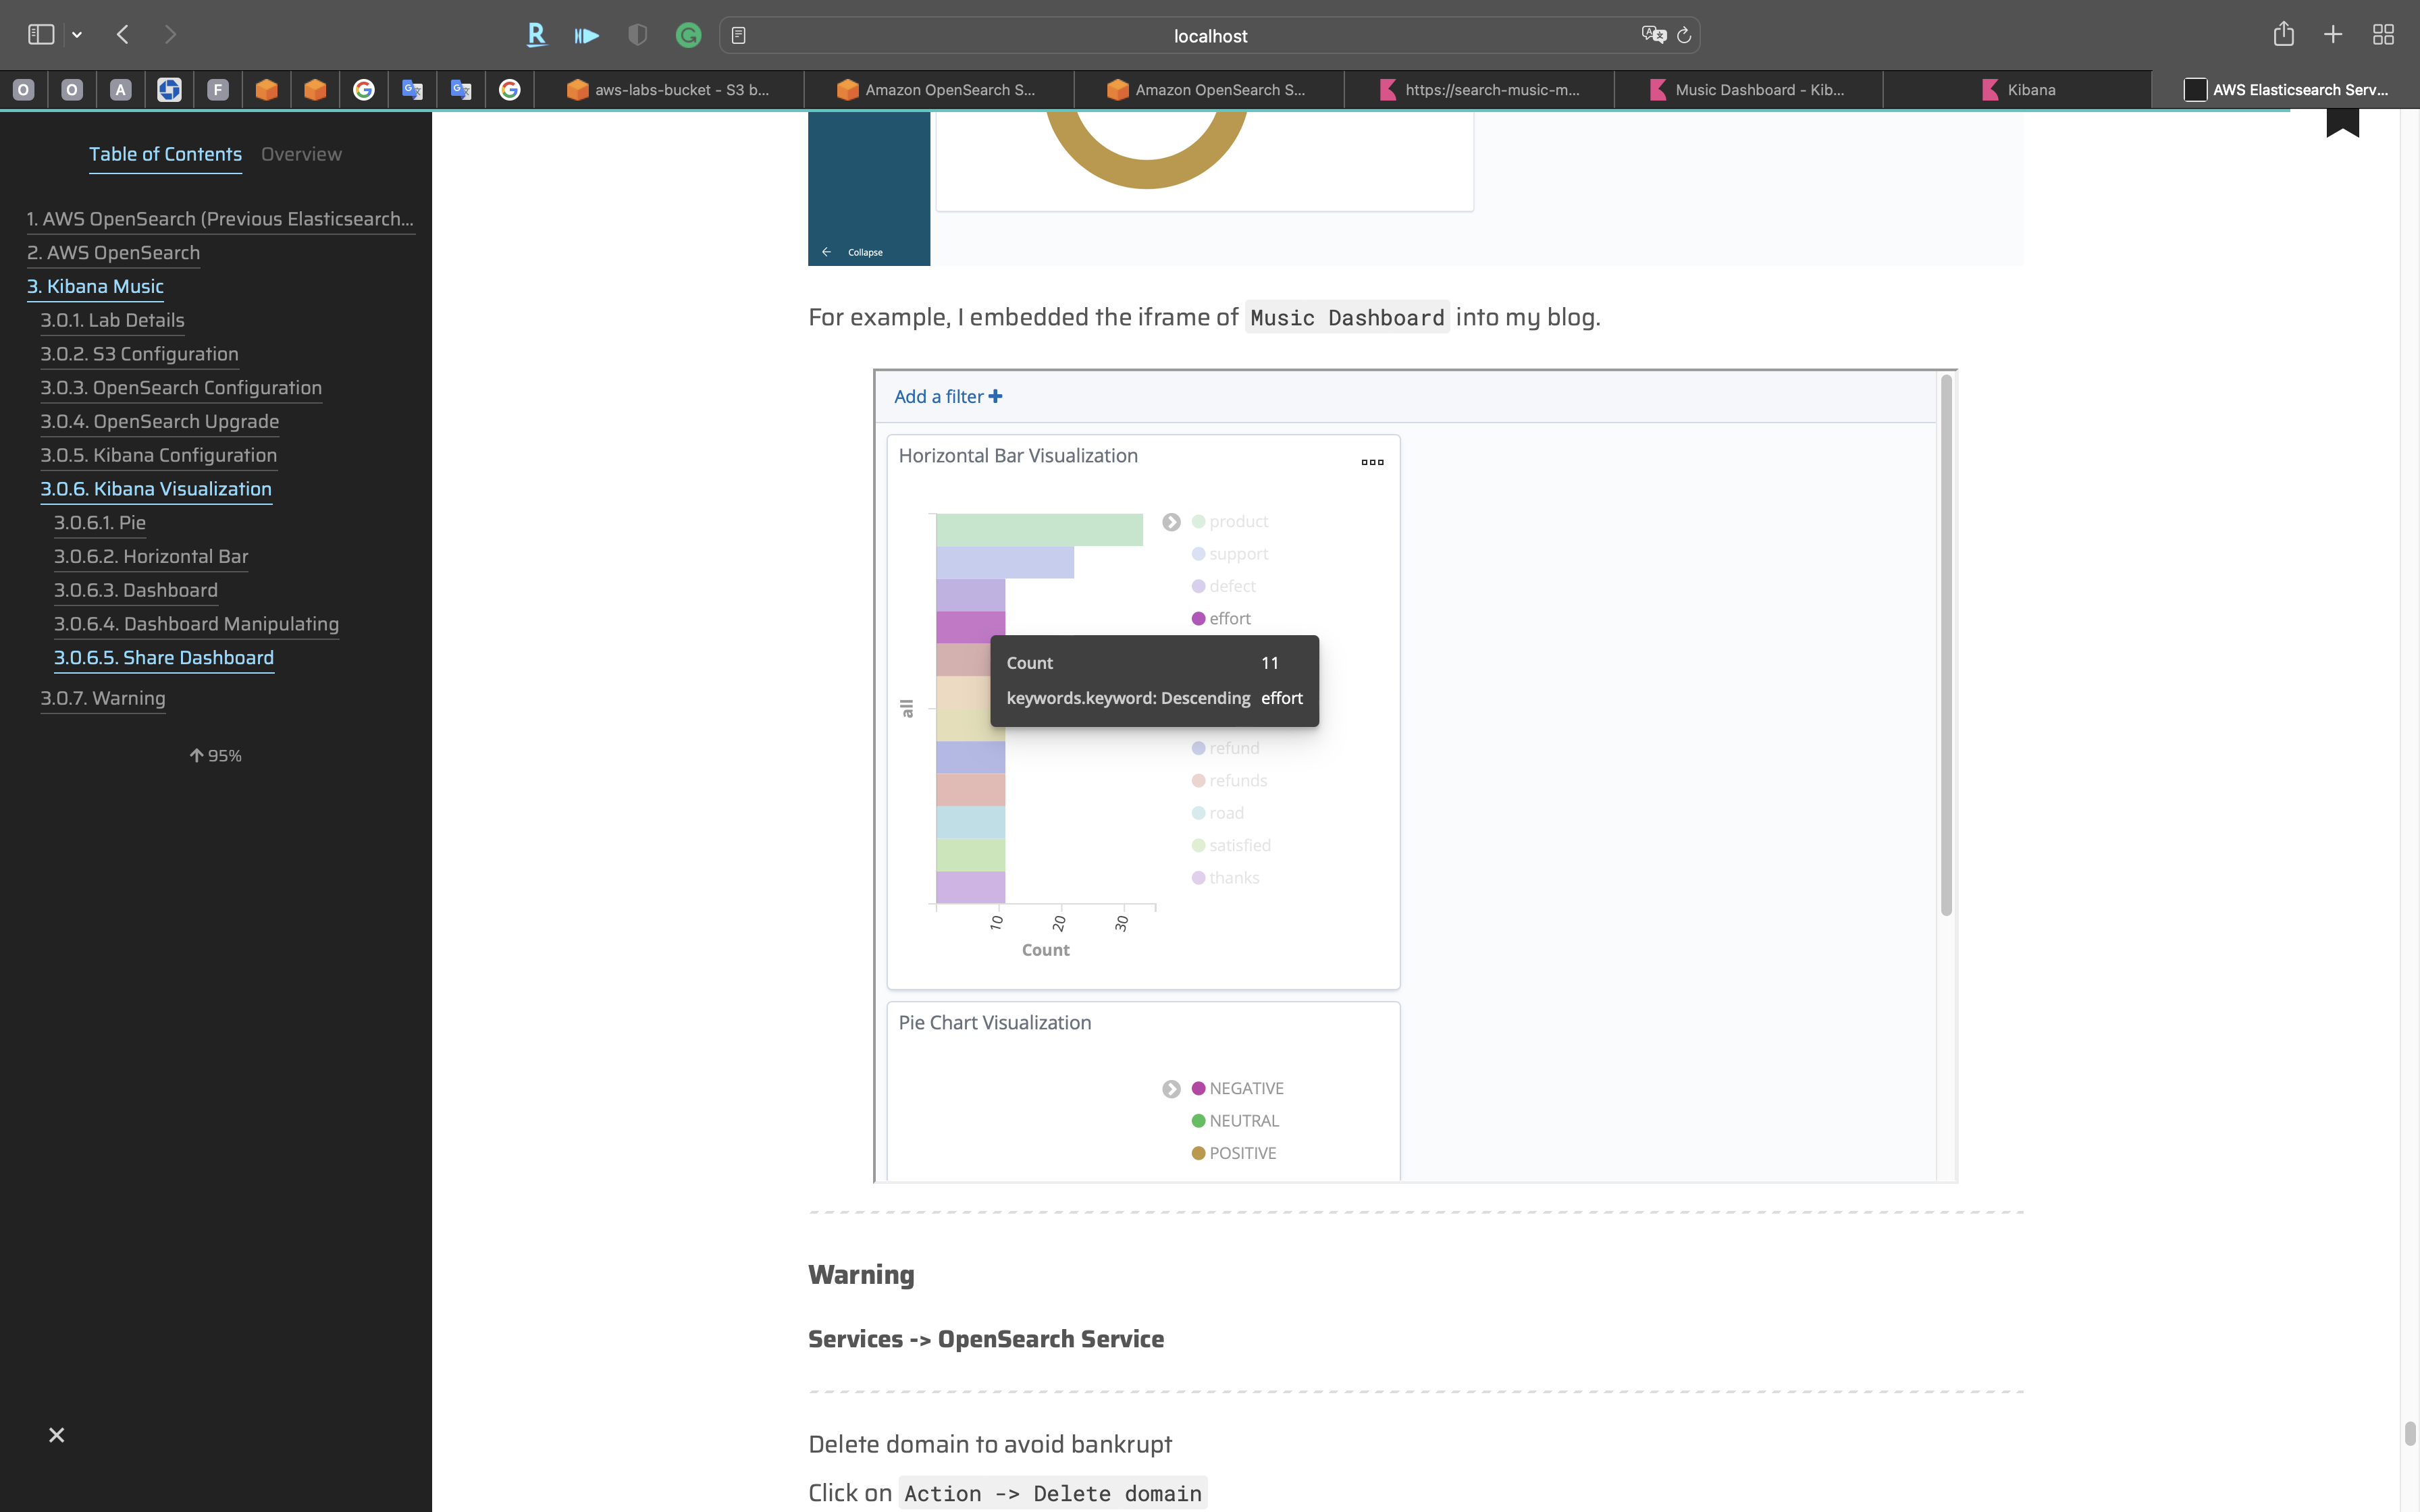 localhost
O
O
A
F
aws-labs-bucket - S3 b...
Amazon OpenSearch S...
Amazon OpenSearch S...
https://search-music-m...
Music Dashboard - Kib...
Kibana
AWS Elasticsearch Serv...
Table of Contents
Overview
1. AWS OpenSearch (Previous Elasticsearch...
2. AWS OpenSearch
3. Kibana Music
3.0.1. Lab Details
3.0.2. S3 Configuration
3.0.3. OpenSearch Configuration
3.0.4. OpenSearch Upgrade
3.0.5. Kibana Configuration
3.0.6. Kibana Visualization
3.0.6.1. Pie
3.0.6.2. Horizontal Bar
3.0.6.3. Dashboard
3.0.6.4. Dashboard Manipulating
3.0.6.5. Share Dashboard
3.0.7. Warning
95%
Collapse
For example, I embedded the iframe of Music Dashboard into my blog.
Add a filter
Horizontal Bar Visualization
product
support
defect
effort
Count 11
keywords.keyword: Descending effort
refund
refunds
road
satisfied
thanks
all
10 20 30
Count
Pie Chart Visualization
NEGATIVE
NEUTRAL
POSITIVE
Warning
Services -> OpenSearch Service
Delete domain to avoid bankrupt
Click on Action -> Delete domain